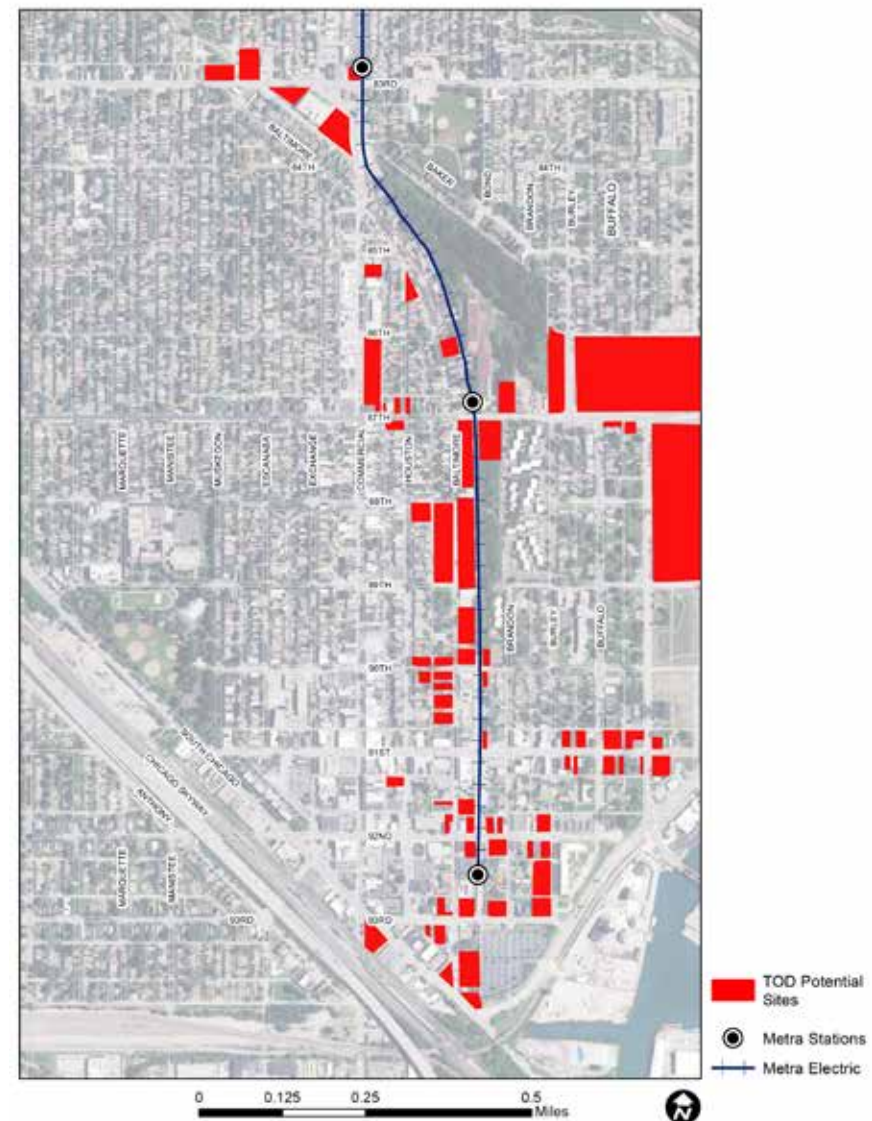 83RD
BALTIMORE
84TH
BAKER
BOND
84TH
BRANDON
BURLEY
BUFFALO
85TH
86TH
87TH
MARQUETTE
MANISTEE
MUSKEGON
ESCANABA
EXCHANGE
COMMERCIAL
HOUSTON
BALTIMORE
88TH
89TH
BRANDON
BURLEY
BUFFALO
90TH
91ST
SOUTH CHICAGO
CHICAGO SKYWAY
ANTHONY
92ND
MARQUETTE
MANISTEE
93RD
93RD
TOD Potential
Sites
Metra Stations
Metra Electric
0 0.125 0.25 0.5
Miles
N